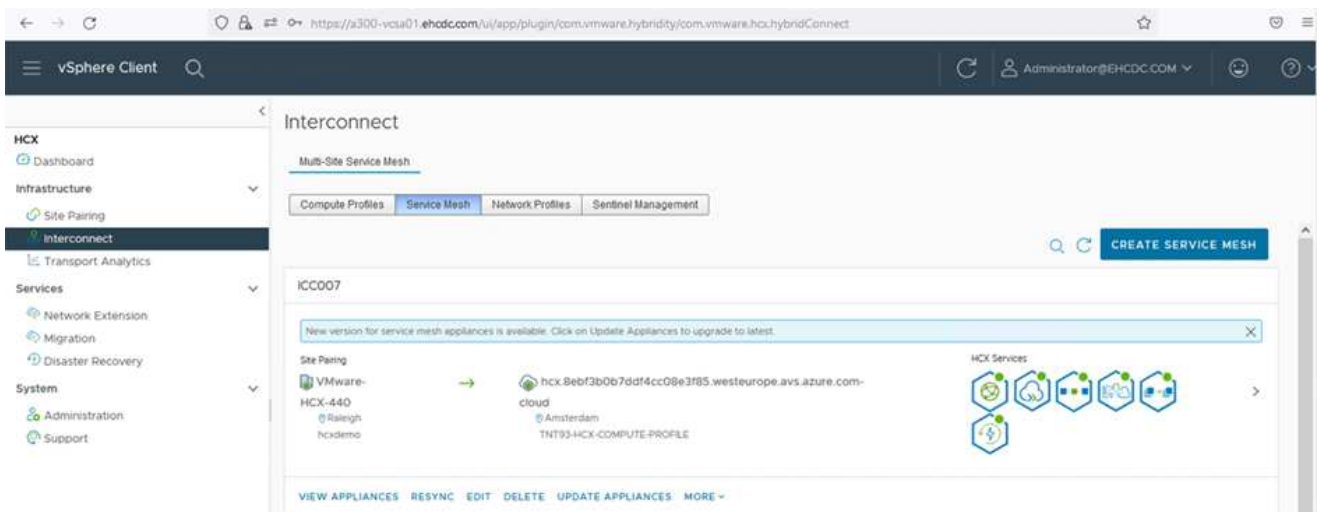 https://a300-vcsa01.ehcdc.com/ui/app/plugin/com.vmware.hybridity/com.vmware.hcx.hybridConnect
vSphere Client
Administrator@EHCDC.COM
HCX
Dashboard
Infrastructure
Site Pairing
Interconnect
Transport Analytics
Services
Network Extension
Migration
Disaster Recovery
System
Administration
Support
Interconnect
Multi-Site Service Mesh
Compute Profiles Service Mesh Network Profiles Sentinel Management
CREATE SERVICE MESH
ICC007
New version for service mesh appliances is available. Click on Update Appliances to upgrade to latest.
Site Pairing
HCX Services
VMware-
HCX-440
Raleigh
hcxdemo
hcx.8ebf3b0b7ddf4cc08e3f85.westeurope.avs.azure.com-
cloud
Amsterdam
TNT93-HCX-COMPUTE-PROFILE
VIEW APPLIANCES RESYNC EDIT DELETE UPDATE APPLIANCES MORE